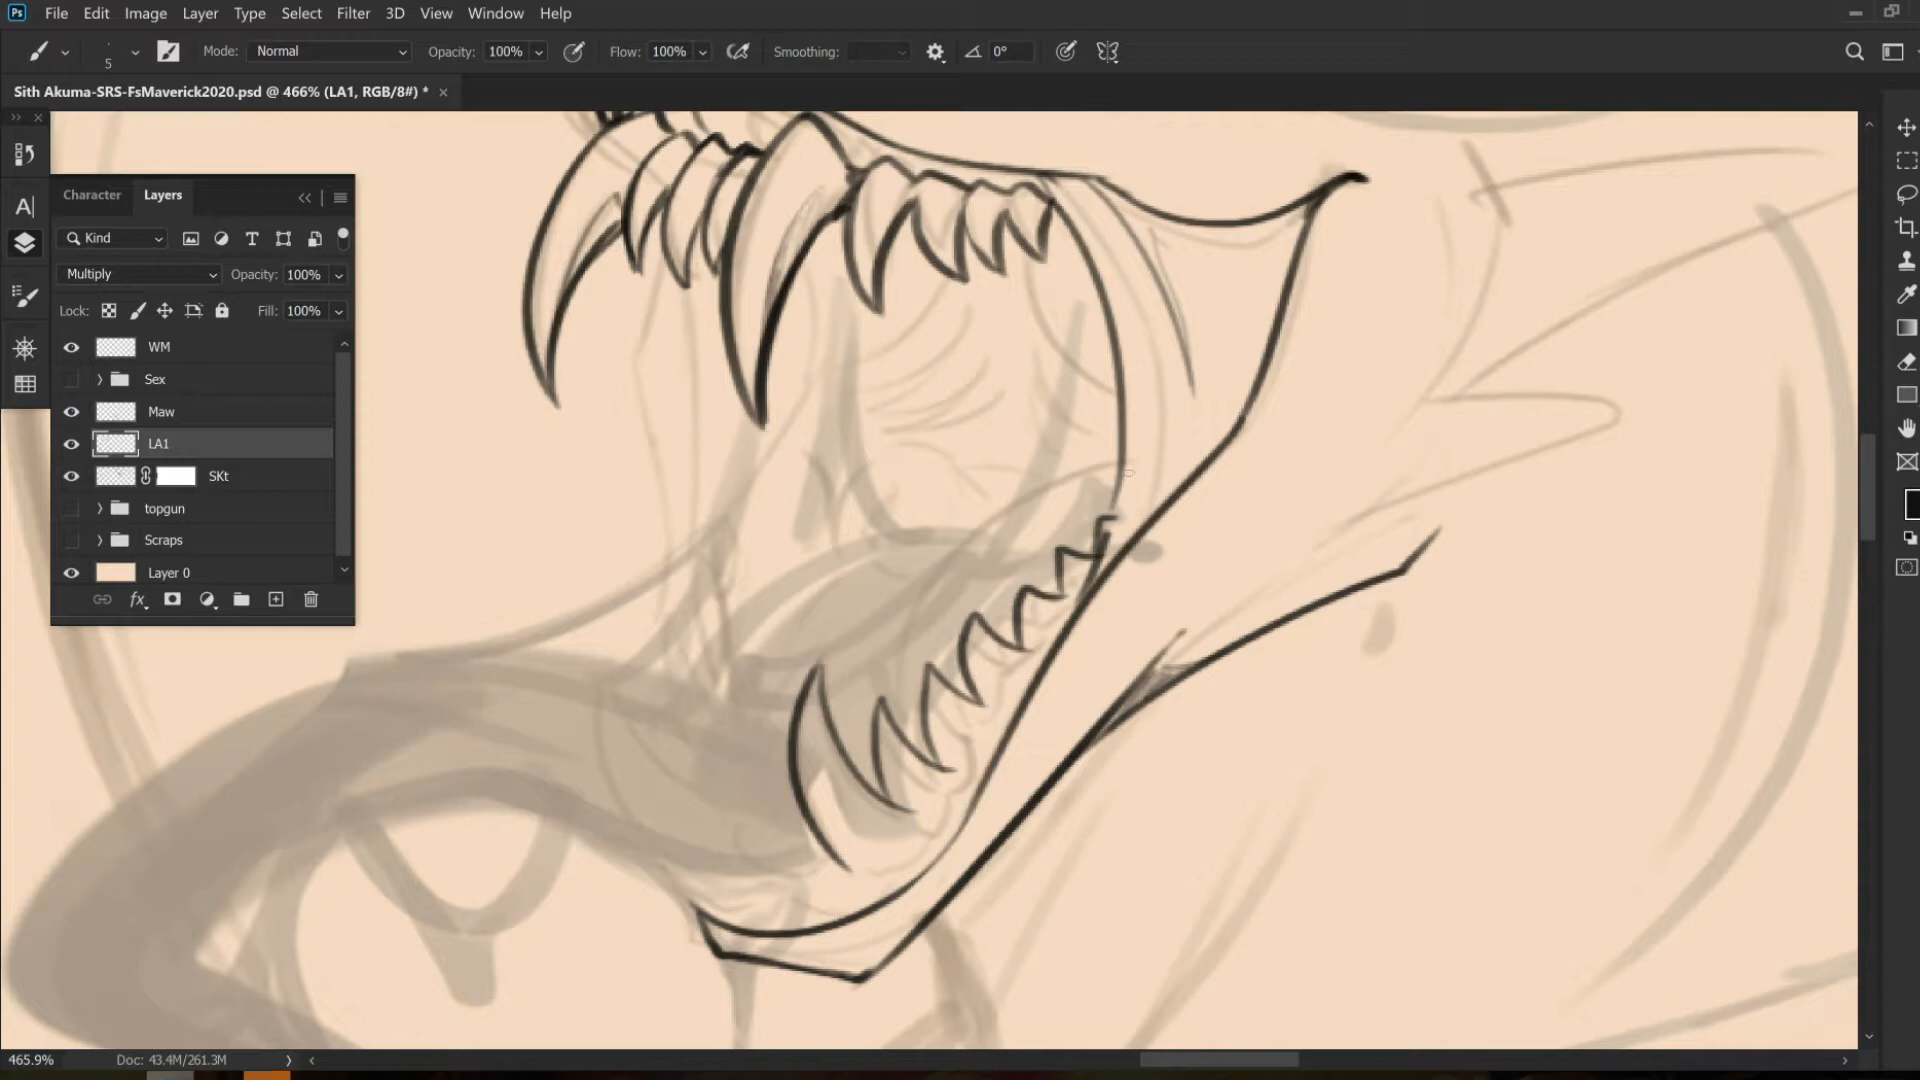 Ps File Edit Image Layer Type Select Filter 3D View Window Help
5 Mode: Normal Opacity: 100% Flow: 100% Smoothing: 0°
Sith Akuma-SRS-FsMaverick2020.psd @ 466% (LA1, RGB/8#) *
Character Layers
Kind
Multiply Opacity: 100%
Lock: Fill: 100%
WM
Sex
Maw
LA1
SKt
topgun
Scraps
Layer 0
fx
465.9% Doc: 43.4M/261.3M